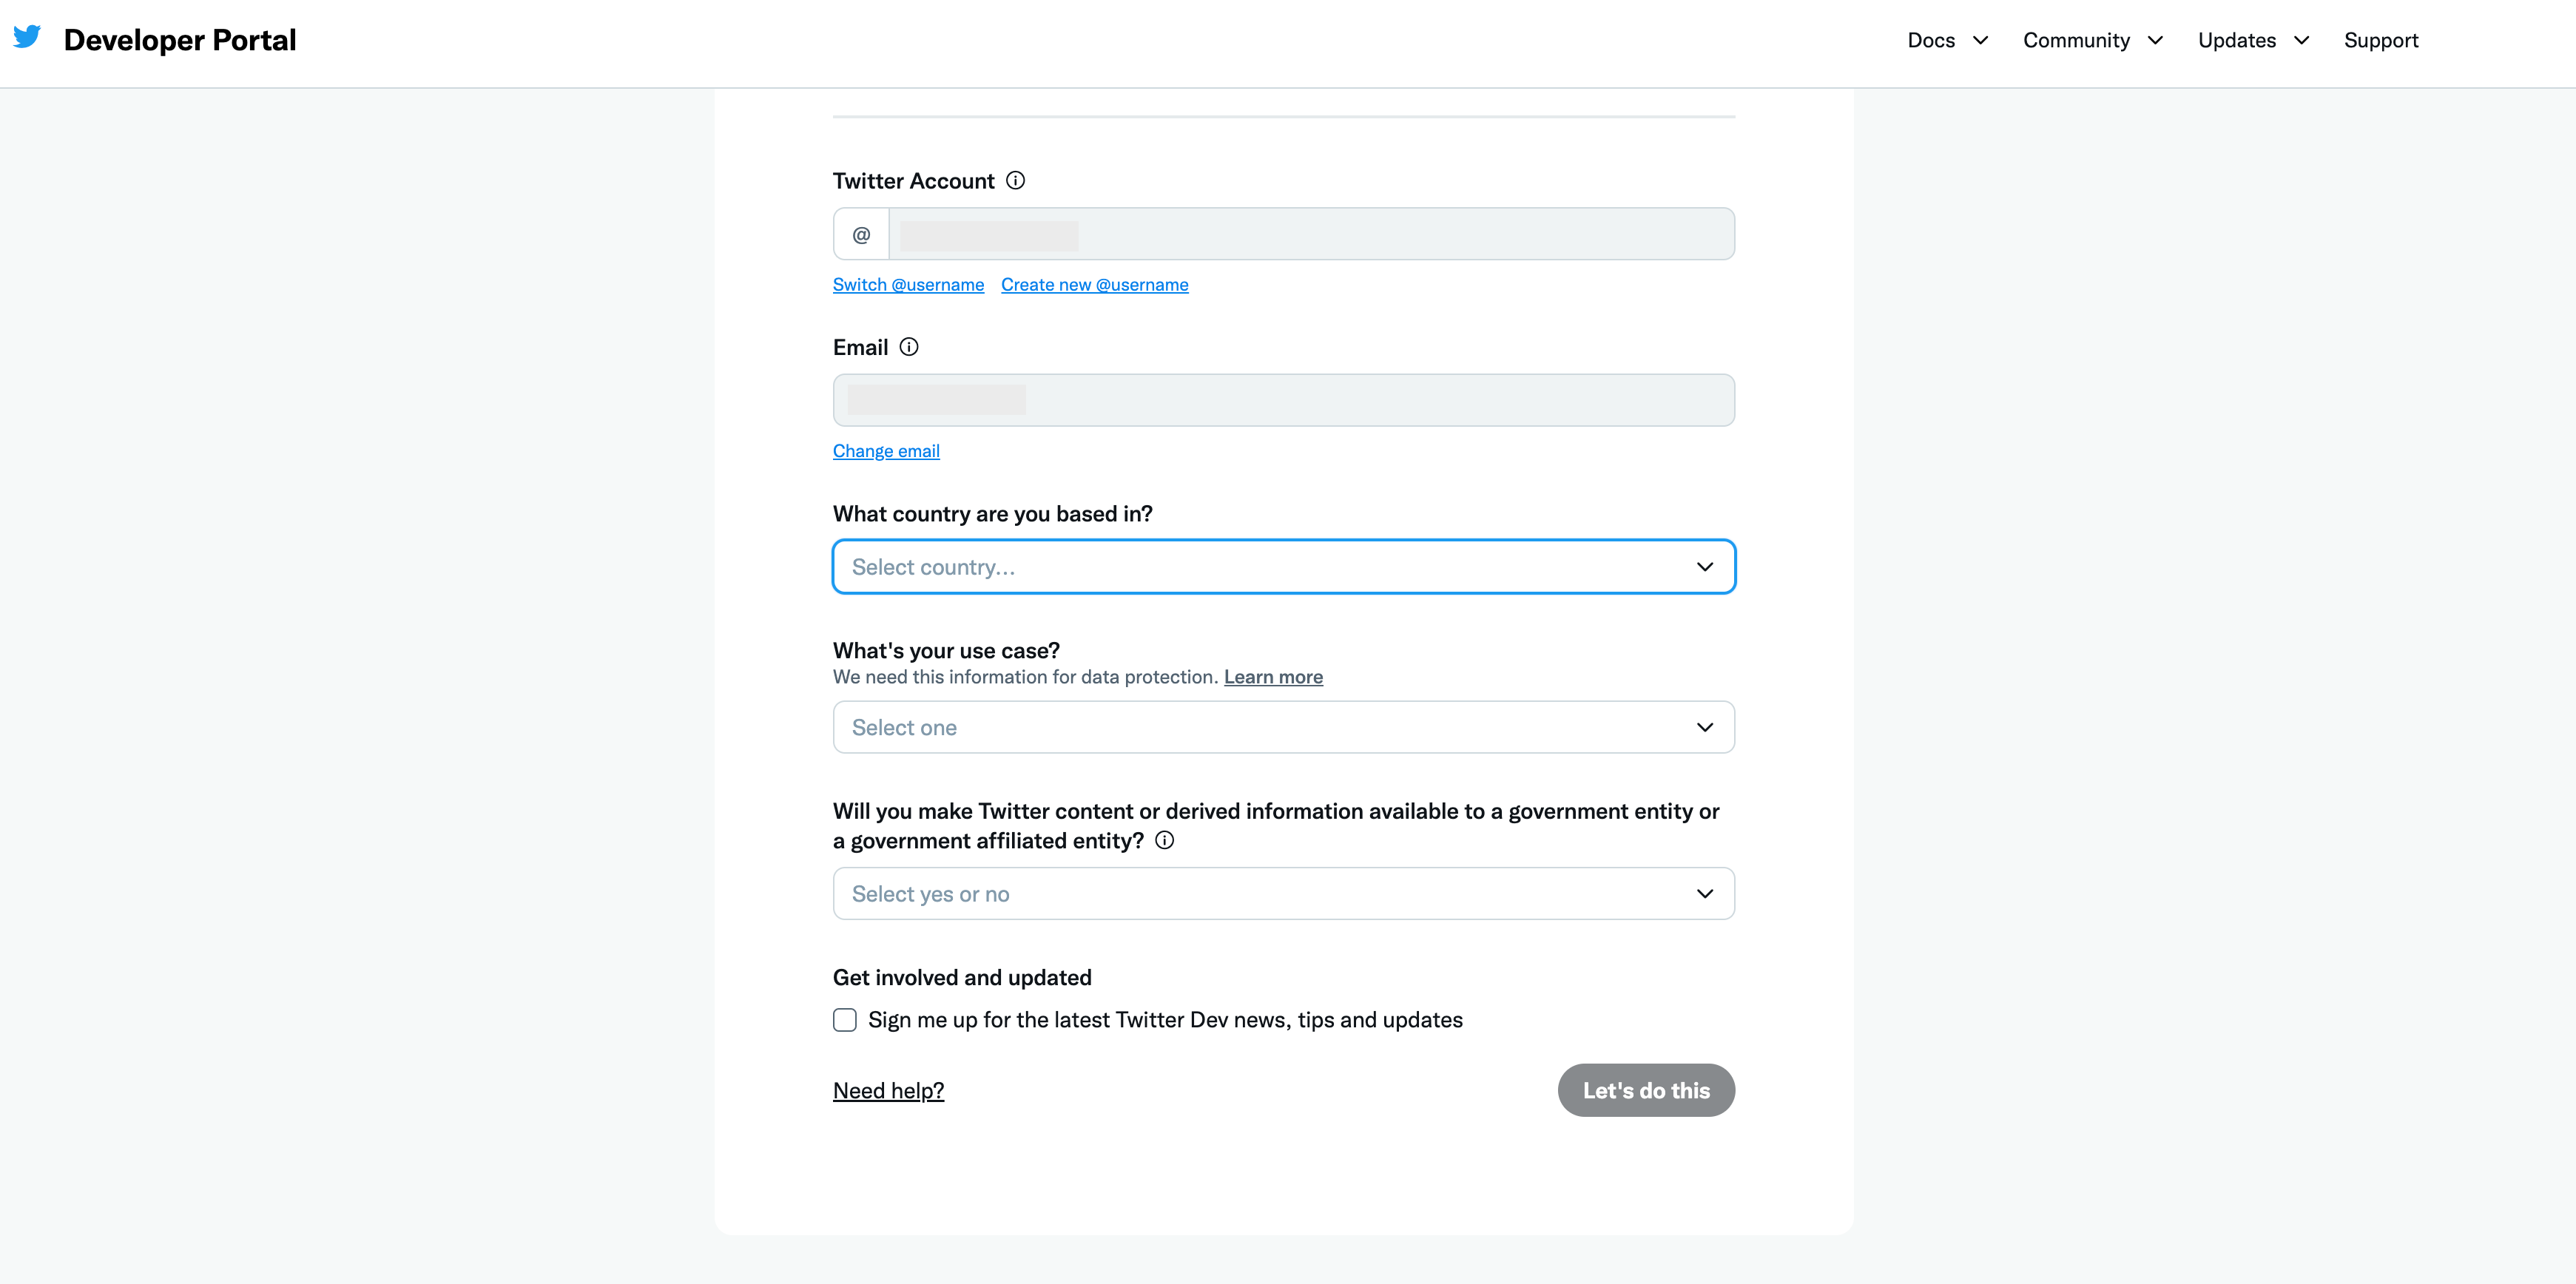 Developer Portal
Docs Community Updates Support
Twitter Account
@
Switch @username Create new @username
Email
Change email
What country are you based in?
Select country...
What's your use case?
We need this information for data protection. Learn more
Select one
Will you make Twitter content or derived information available to a government entity or
a government affiliated entity?
Select yes or no
Get involved and updated
Sign me up for the latest Twitter Dev news, tips and updates
Need help? Let's do this